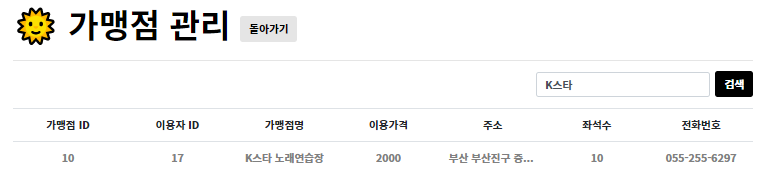 가맹점 관리 돌아가기
K스타 검색
가맹점 ID 이용자 ID 가맹점명 이용가격 주소 좌석수 전화번호
10 17 K스타 노래연습장 2000 부산 부산진구 중... 10 055-255-6297